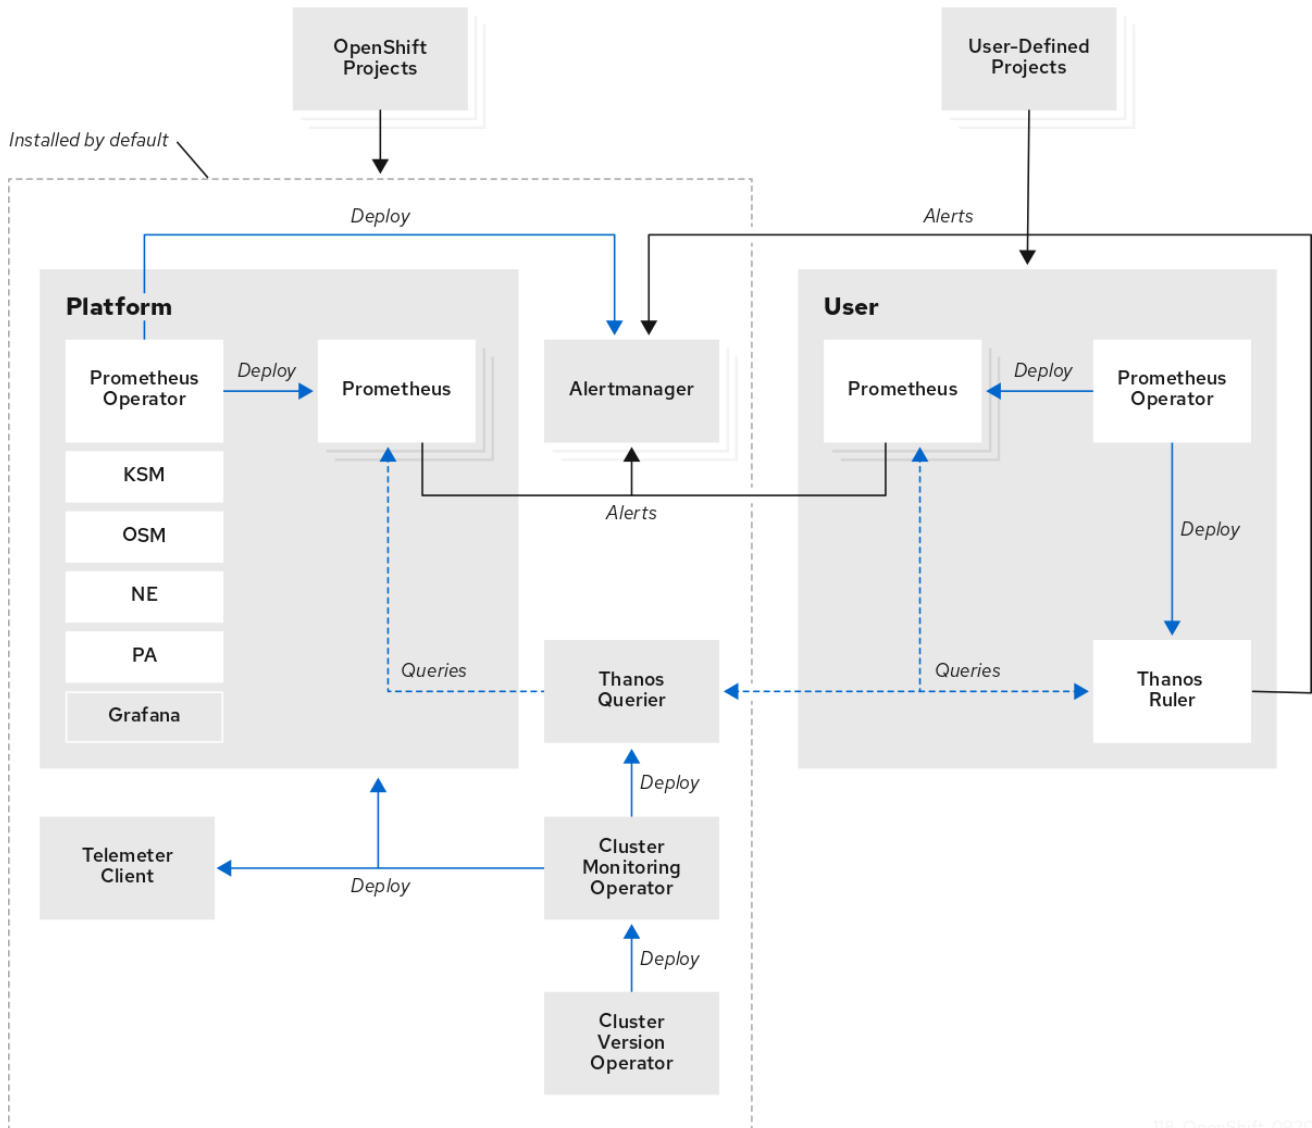 OpenShift
Projects
User-Defined
Projects
Installed by default
Deploy
Alerts
Platform
User
Prometheus
Operator
Deploy
Prometheus
Alertmanager
Prometheus
Deploy
Prometheus
Operator
KSM
OSM
NE
PA
Grafana
Alerts
Deploy
Queries
Thanos
Querier
Queries
Thanos
Ruler
Deploy
Telemeter
Client
Deploy
Cluster
Monitoring
Operator
Deploy
Cluster
Version
Operator